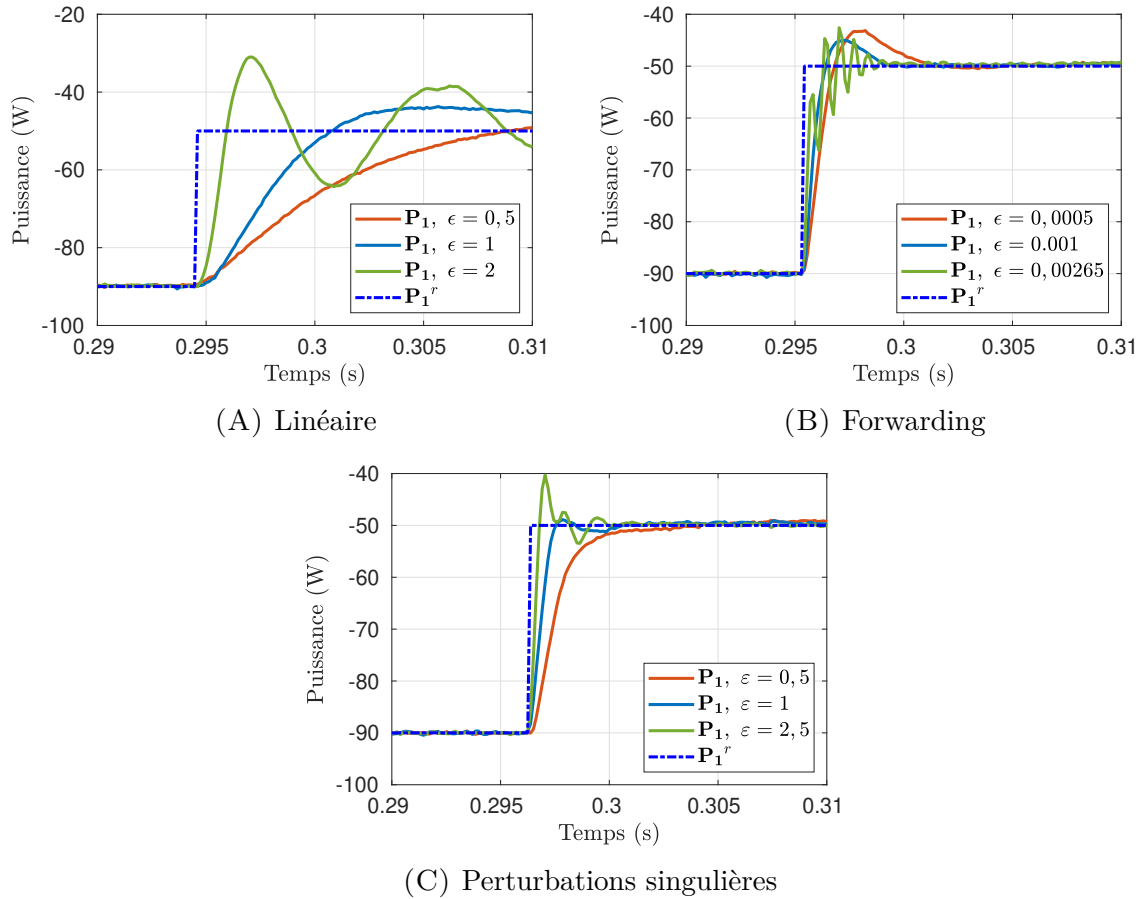 -20
-40
-60
-80
-100
Puissance (W)
0.29 0.295 0.3 0.305 0.31
Temps (s)
P₁, ϵ = 0,5
P₁, ϵ = 1
P₁, ϵ = 2
P₁ʳ
(A) Linéaire
-40
-50
-60
-70
-80
-90
-100
Puissance (W)
0.29 0.295 0.3 0.305 0.31
Temps (s)
P₁, ϵ = 0,0005
P₁, ϵ = 0.001
P₁, ϵ = 0,00265
P₁ʳ
(B) Forwarding
-40
-50
-60
-70
-80
-90
-100
Puissance (W)
0.29 0.295 0.3 0.305 0.31
Temps (s)
P₁, ε = 0,5
P₁, ε = 1
P₁, ε = 2,5
P₁ʳ
(C) Perturbations singulières